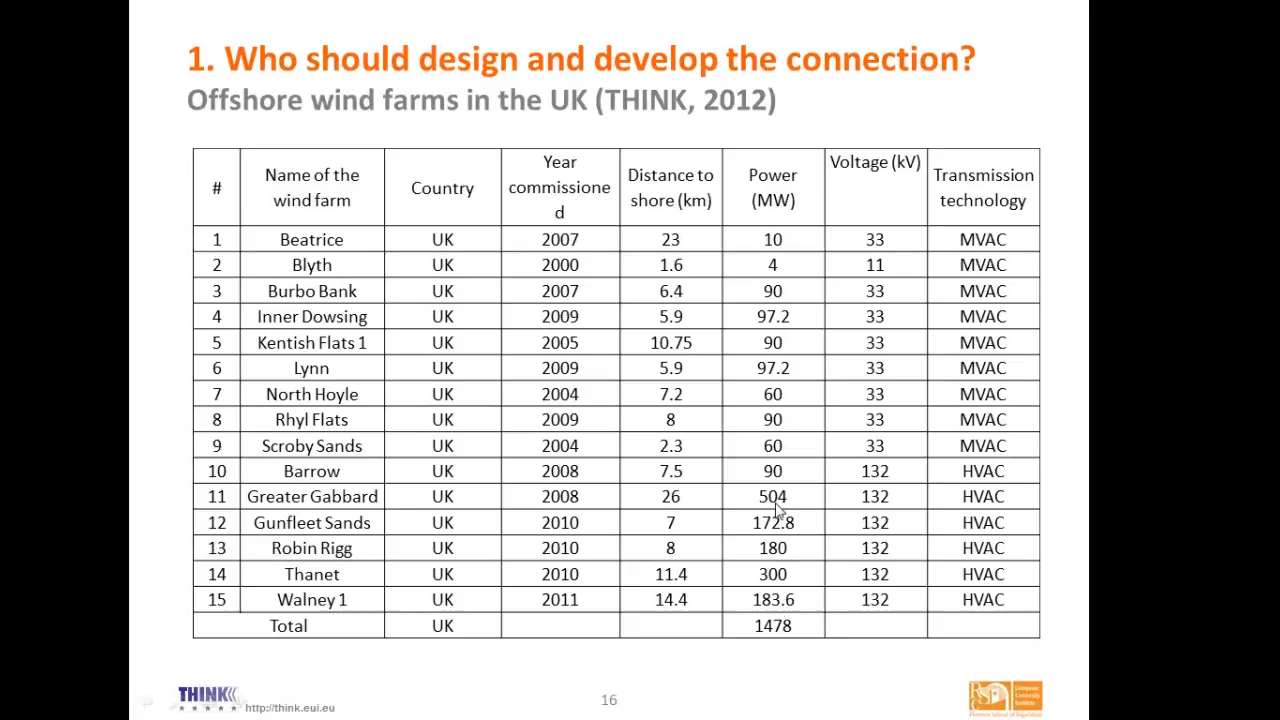 1. Who should design and develop the connection?
Offshore wind farms in the UK (THINK, 2012)
# Name of the wind farm Country Year commissioned Distance to shore (km) Power (MW) Voltage (kV) Transmission technology
1 Beatrice UK 2007 23 10 33 MVAC
2 Blyth UK 2000 1.6 4 11 MVAC
3 Burbo Bank UK 2007 6.4 90 33 MVAC
4 Inner Dowsing UK 2009 5.9 97.2 33 MVAC
5 Kentish Flats 1 UK 2005 10.75 90 33 MVAC
6 Lynn UK 2009 5.9 97.2 33 MVAC
7 North Hoyle UK 2004 7.2 60 33 MVAC
8 Rhyl Flats UK 2009 8 90 33 MVAC
9 Scroby Sands UK 2004 2.3 60 33 MVAC
10 Barrow UK 2008 7.5 90 132 HVAC
11 Greater Gabbard UK 2008 26 504 132 HVAC
12 Gunfleet Sands UK 2010 7 172.8 132 HVAC
13 Robin Rigg UK 2010 8 180 132 HVAC
14 Thanet UK 2010 11.4 300 132 HVAC
15 Walney 1 UK 2011 14.4 183.6 132 HVAC
Total UK 1478
THINK
http://think.eui.eu
16